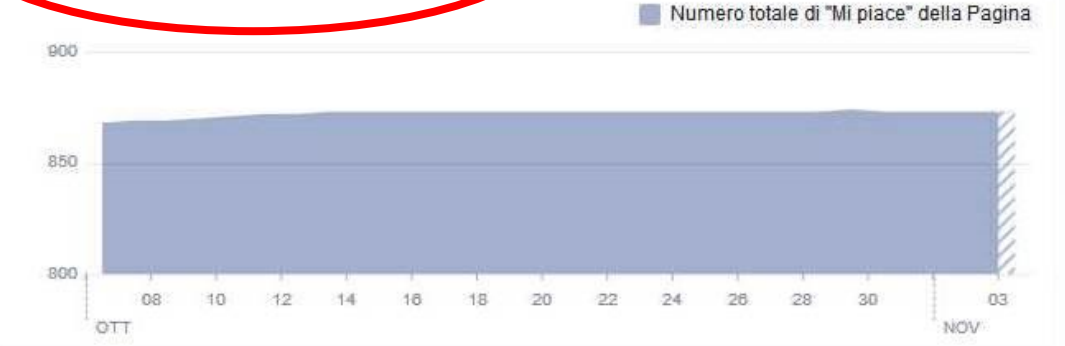 Numero totale di "Mi piace" della Pagina
900
850
800
08 10 12 14 16 18 20 22 24 26 28 30 03
OTT NOV